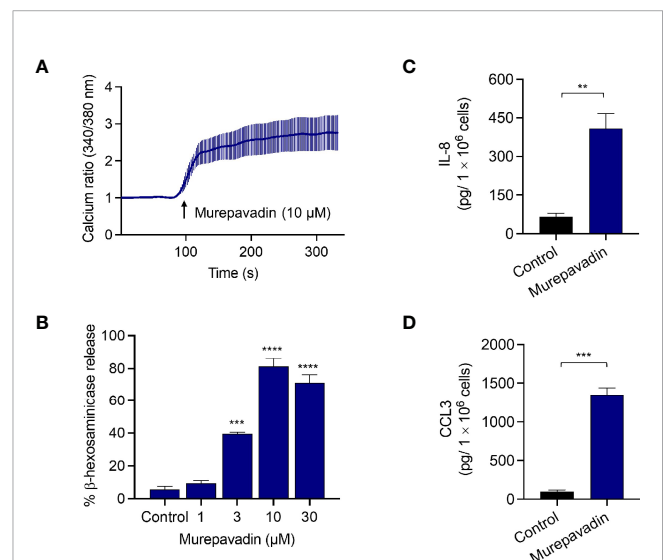 A
Calcium ratio (340/380 nm)
4
3
2
1
0
100
200
300
Murepavadin (10 µM)
Time (s)
C
IL-8
(pg/ 1 × 10⁶ cells)
600
450
300
150
0
**
Control
Murepavadin
B
% β-hexosaminicase release
100
80
60
40
20
0
***
****
****
Control 1 3 10 30
Murepavadin (µM)
D
CCL3
(pg/ 1 × 10⁶ cells)
2000
1500
1000
500
0
***
Control
Murepavadin